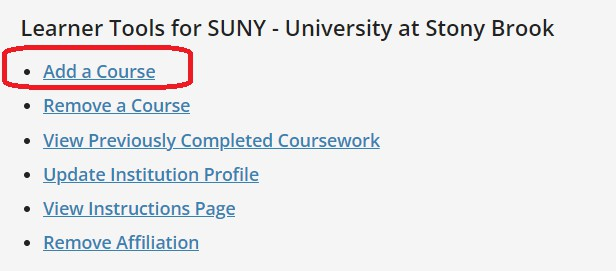 Learner Tools for SUNY - University at Stony Brook
Add a Course
Remove a Course
View Previously Completed Coursework
Update Institution Profile
View Instructions Page
Remove Affiliation